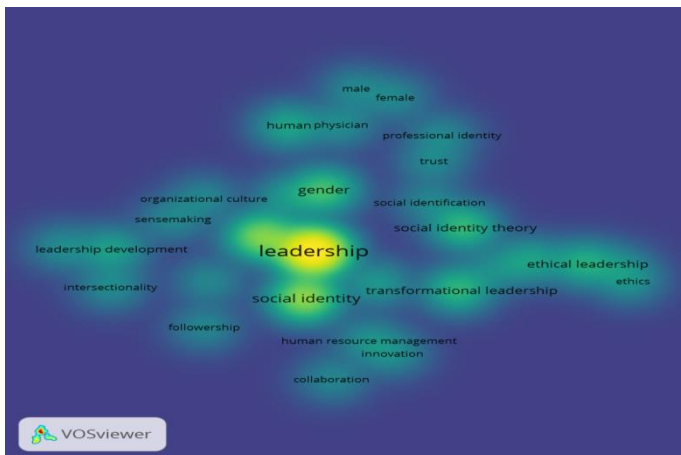 male
female
human physician
professional identity
trust
gender
organizational culture
social identification
sensemaking
social identity theory
leadership development
leadership
ethical leadership
ethics
intersectionality
social identity
transformational leadership
followership
human resource management
innovation
collaboration
VOSviewer